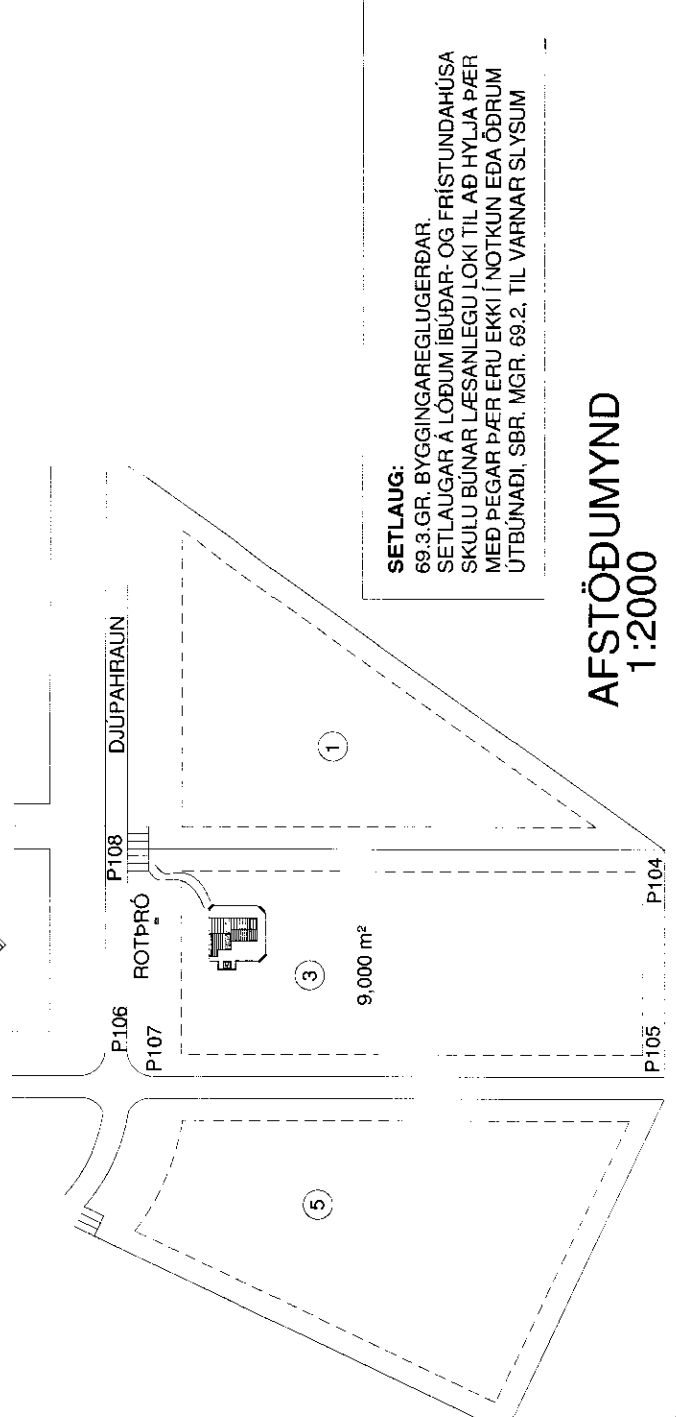 DJÚPAHRAUN
P106
P107
P108
ROTÞRÓ
5
3
1
9,000 m²
P105
P104
SETLAUG:
69.3.GR. BYGGINGAREGLUGERÐAR.
SETLAUGAR Á LÓÐUM ÍBÚÐAR- OG FRÍSTUNDAHÚSA
SKULU BÚNAR LÆSANLEGU LOKI TIL AÐ HYLJA ÞÆR
MEÐ ÞEGAR ÞÆR ERU EKKI Í NOTKUN EÐA ÖÐRUM
ÚTBÚNAÐI, SBR. MGR. 69.2, TIL VARNAR SLYSUM
AFSTÖÐUMYND
1:2000